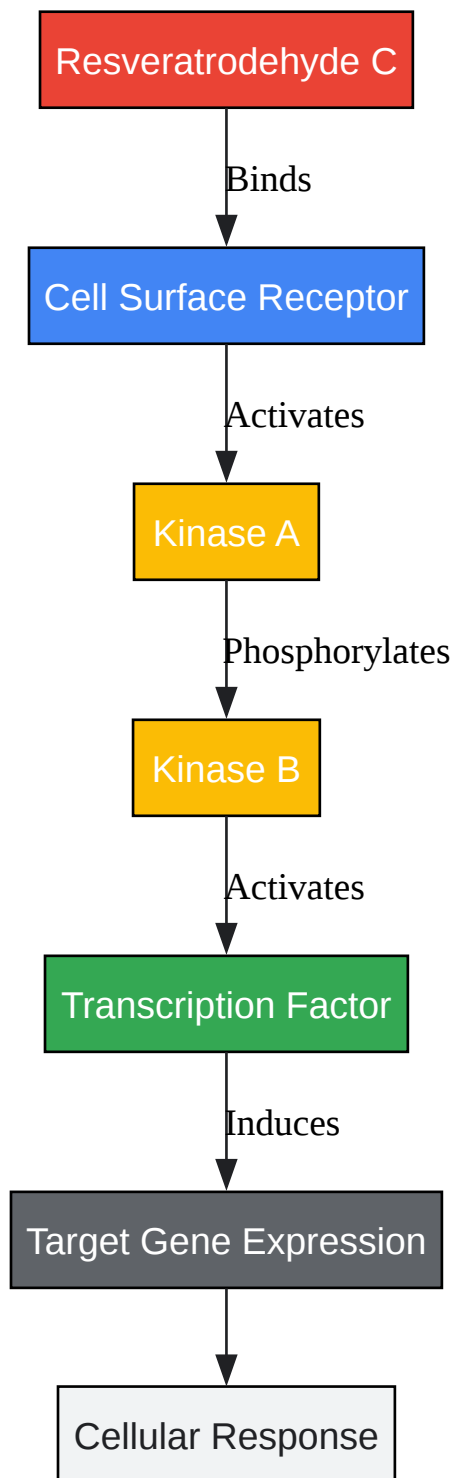 Resveratrodehyde C
Binds
Cell Surface Receptor
Activates
Kinase A
Phosphorylates
Kinase B
Activates
Transcription Factor
Induces
Target Gene Expression
Cellular Response